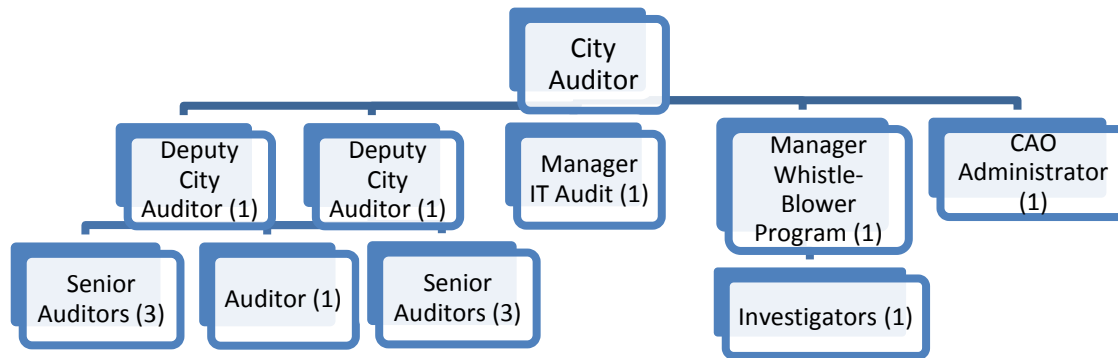 City
Auditor
Deputy
City
Auditor (1)
Deputy
City
Auditor (1)
Manager
IT Audit (1)
Manager
Whistle-
Blower
Program (1)
CAO
Administrator
(1)
Senior
Auditors (3)
Auditor (1)
Senior
Auditors (3)
Investigators (1)